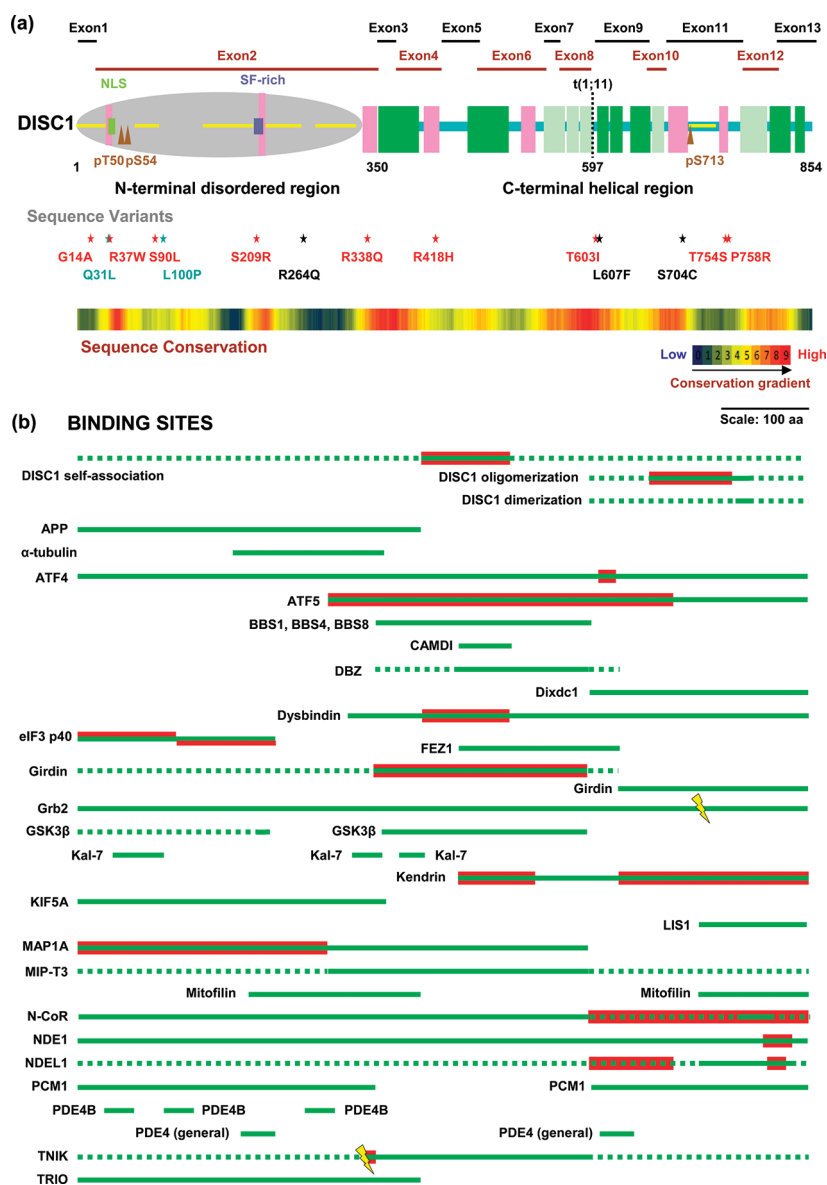 (a)
Exon1 Exon3 Exon5 Exon7 Exon9 Exon11 Exon13
Exon2 Exon4 Exon6 Exon8 Exon10 Exon12
NLS SF-rich t(1;11)
DISC1
pT50 pS54 pS713
1 350 597 854
N-terminal disordered region C-terminal helical region
Sequence Variants
G14A R37W S90L S209R R338Q R418H T603I T754S P758R
Q31L L100P R264Q L607F S704C
Sequence Conservation
Low 0 1 2 3 4 5 6 7 8 9 High
Conservation gradient
(b) BINDING SITES
Scale: 100 aa
DISC1 self-association
DISC1 oligomerization
DISC1 dimerization
APP
α-tubulin
ATF4
ATF5
BBS1, BBS4, BBS8
CAMDI
DBZ
Dixdc1
Dysbindin
eIF3 p40
FEZ1
Girdin
Girdin
Grb2
GSK3β GSK3β
Kal-7 Kal-7 Kal-7
Kendrin
KIF5A
LIS1
MAP1A
MIP-T3
Mitofilin Mitofilin
N-CoR
NDE1
NDEL1
PCM1 PCM1
PDE4B PDE4B PDE4B
PDE4 (general) PDE4 (general)
TNIK
TRIO